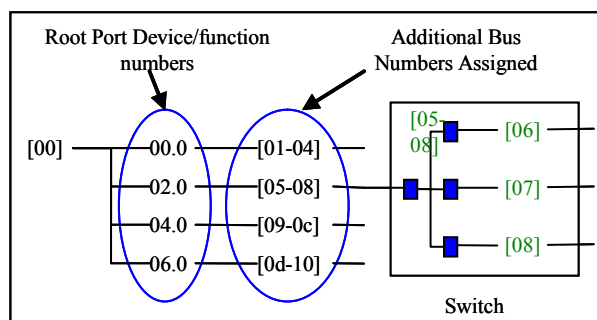 Root Port Device/function
numbers
Additional Bus
Numbers Assigned
[00]
00.0
[01-04]
02.0
[05-08]
04.0
[09-0c]
06.0
[0d-10]
[05-
08]
[06]
[07]
[08]
Switch